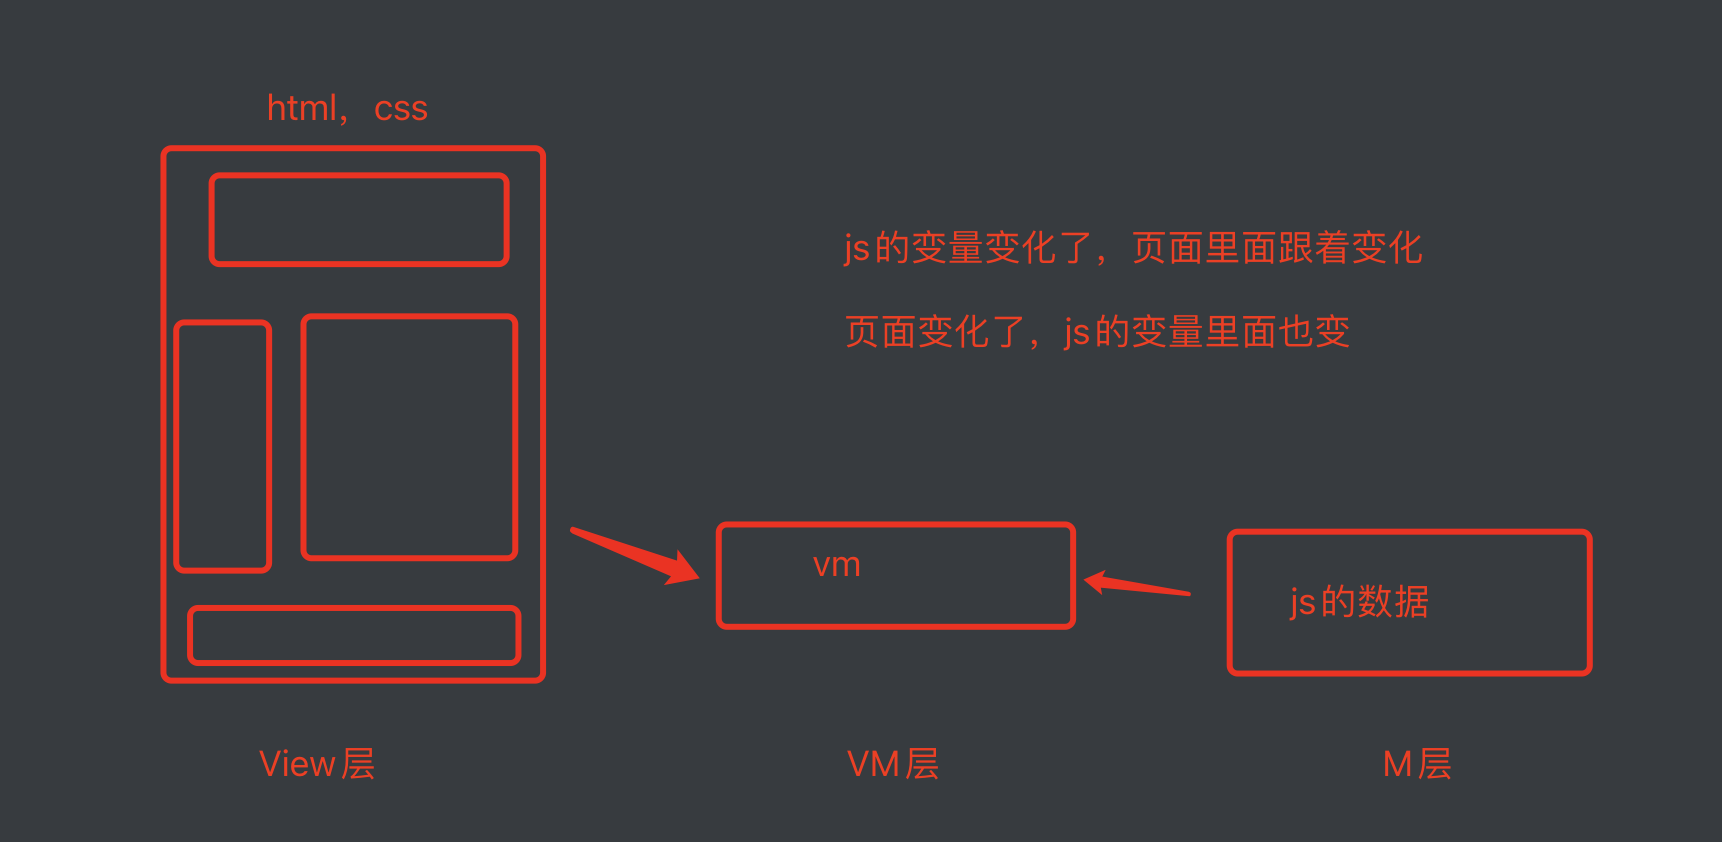 html，css
js的变量变化了，页面里面跟着变化
页面变化了，js的变量里面也变
vm
js的数据
View层
VM层
M层